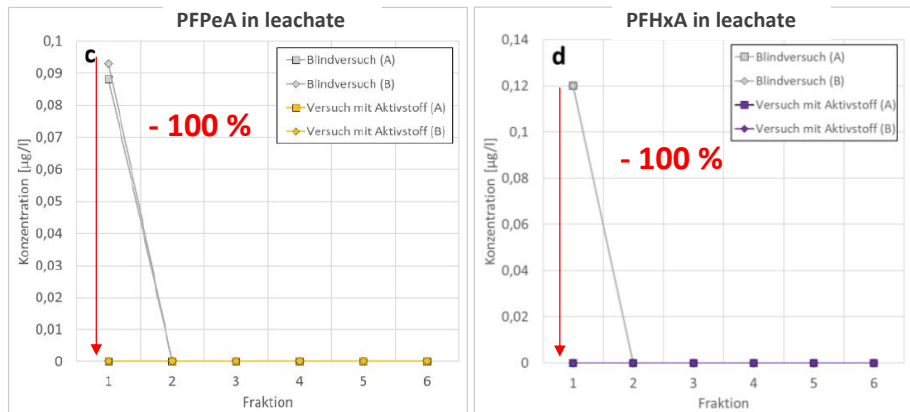 PFPeA in leachate
c
Blindversuch (A)
Blindversuch (B)
Versuch mit Aktivstoff (A)
Versuch mit Aktivstoff (B)
- 100 %
Konzentration [µg/l]
0,1
0,09
0,08
0,07
0,06
0,05
0,04
0,03
0,02
0,01
0
1 2 3 4 5 6
Fraktion
PFHxA in leachate
d
Blindversuch (A)
Blindversuch (B)
Versuch mit Aktivstoff (A)
Versuch mit Aktivstoff (B)
- 100 %
Konzentration [µg/l]
0,14
0,12
0,1
0,08
0,06
0,04
0,02
0
1 2 3 4 5 6
Fraktion